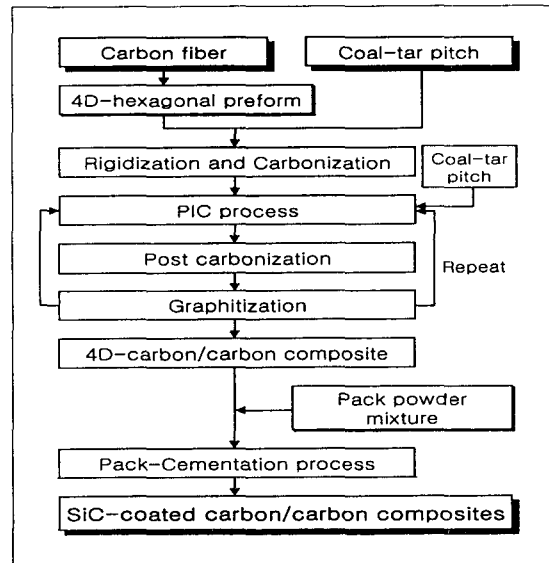 Carbon fiber
Coal-tar pitch
4D-hexagonal preform
Rigidization and Carbonization
Coal-tar
pitch
PIC process
Post carbonization
Repeat
Graphitization
4D-carbon/carbon composite
Pack powder
mixture
Pack-Cementation process
SiC-coated carbon/carbon composites